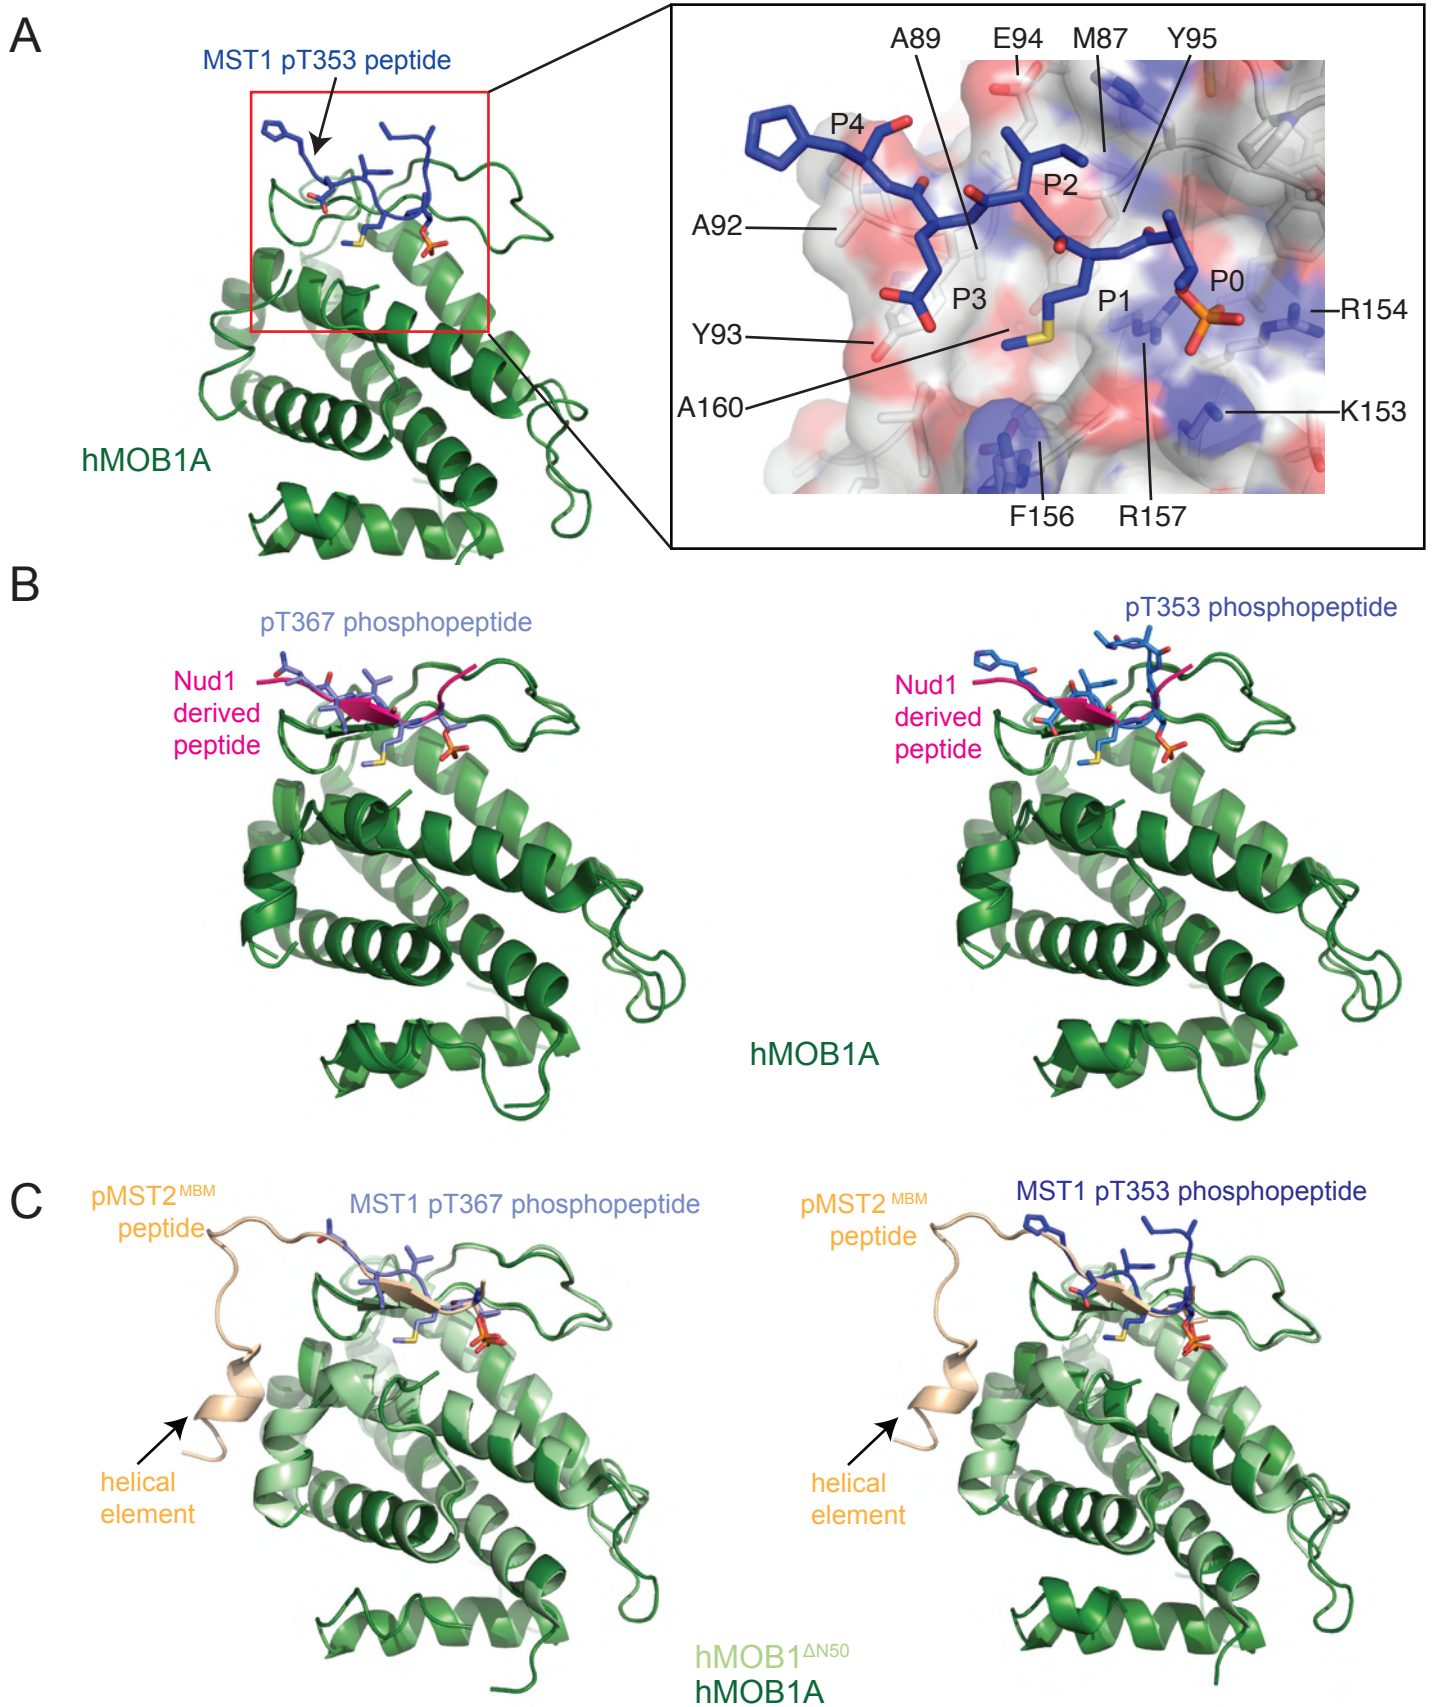 A
MST1 pT353 peptide
hMOB1A
A89 E94 M87 Y95
P4
P2
A92
P3 P1 P0
R154
Y93
A160
K153
F156 R157
B
pT367 phosphopeptide
Nud1
derived
peptide
pT353 phosphopeptide
Nud1
derived
peptide
hMOB1A
C
pMST2 MBM
peptide
MST1 pT367 phosphopeptide
helical
element
pMST2 MBM
peptide
MST1 pT353 phosphopeptide
helical
element
hMOB1 ΔN50
hMOB1A